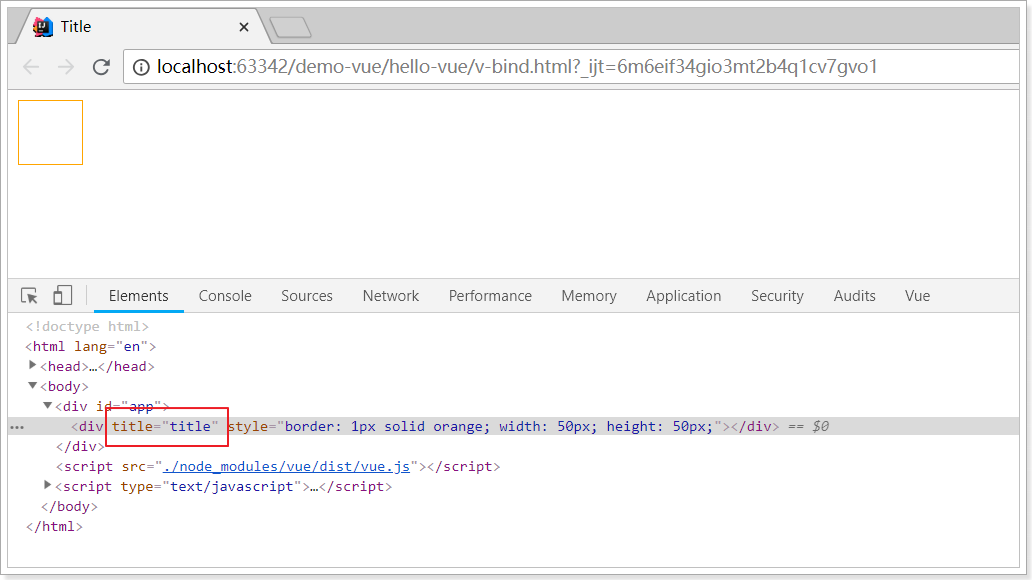 Title
localhost:63342/demo-vue/hello-vue/v-bind.html?_ijt=6m6eif34gio3mt2b4q1cv7gvo1
Elements Console Sources Network Performance Memory Application Security Audits Vue
<!doctype html>
<html lang="en">
<head>…</head>
<body>
<div id="app">
<div title="title" style="border: 1px solid orange; width: 50px; height: 50px;"></div> == $0
</div>
<script src="./node_modules/vue/dist/vue.js"></script>
<script type="text/javascript">…</script>
</body>
</html>